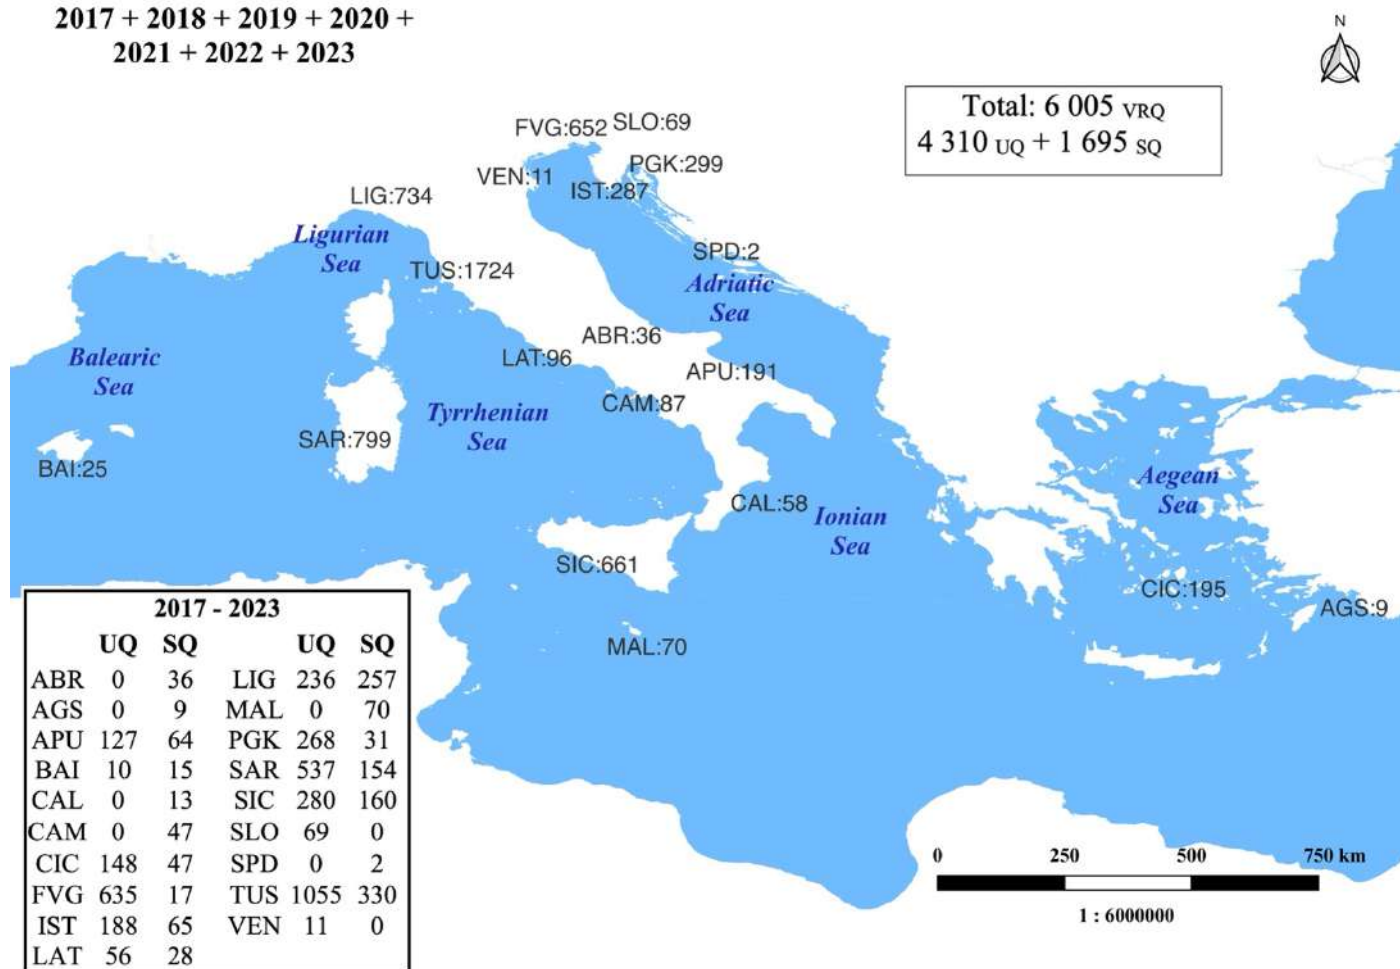 2017 + 2018 + 2019 + 2020 +
2021 + 2022 + 2023
N
Total: 6 005 VRQ
4 310 UQ + 1 695 SQ
FVG:652
SLO:69
VEN:11
IST:287
PGK:299
LIG:734
Ligurian
Sea
TUS:1724
SPD:2
Adriatic
Sea
ABR:36
LAT:96
APU:191
Balearic
Sea
CAM:87
Tyrrhenian
Sea
SAR:799
BAI:25
CAL:58
Ionian
Sea
Aegean
Sea
SIC:661
CIC:195
AGS:9
MAL:70
2017 - 2023
UQ SQ UQ SQ
ABR 0 36 LIG 236 257
AGS 0 9 MAL 0 70
APU 127 64 PGK 268 31
BAI 10 15 SAR 537 154
CAL 0 13 SIC 280 160
CAM 0 47 SLO 69 0
CIC 148 47 SPD 0 2
FVG 635 17 TUS 1055 330
IST 188 65 VEN 11 0
LAT 56 28
0 250 500 750 km
1 : 6000000